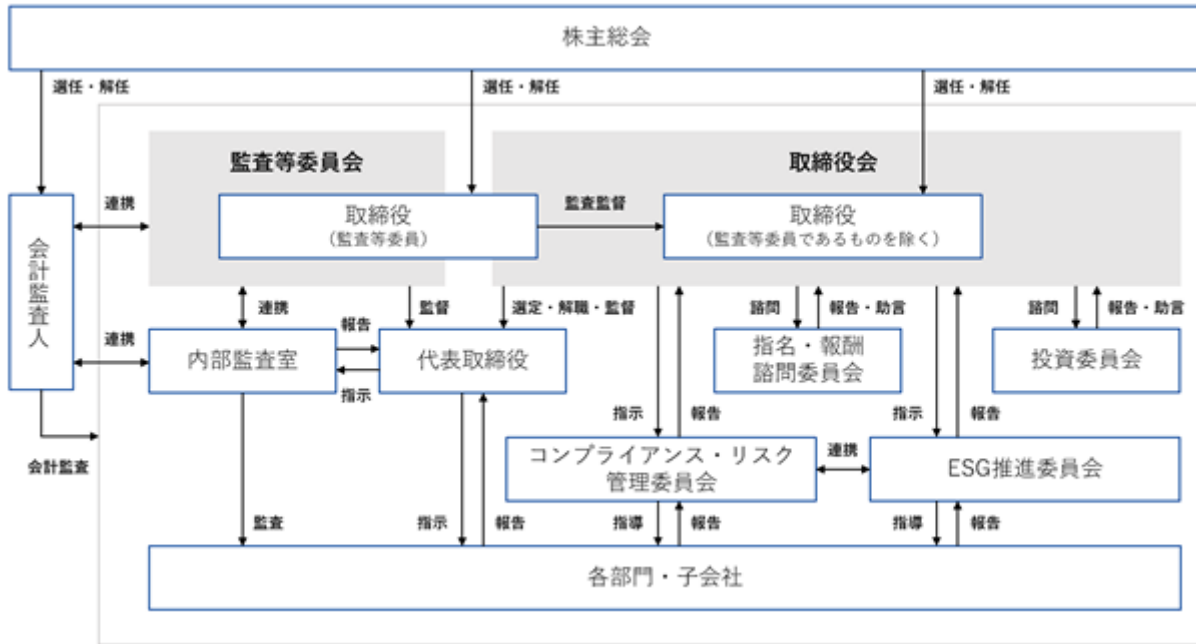 株主総会
選任・解任
選任・解任
選任・解任
監査等委員会
取締役会
連携
取締役
（監査等委員）
監査監督
取締役
（監査等委員であるものを除く）
会計監査人
連携
監督
選定・解職・監督
諮問
報告・助言
諮問
報告・助言
連携
報告
内部監査室
代表取締役
指名・報酬
諮問委員会
投資委員会
指示
指示
報告
指示
報告
会計監査
コンプライアンス・リスク
管理委員会
連携
ESG推進委員会
監査
指示
報告
指導
報告
指導
報告
各部門・子会社